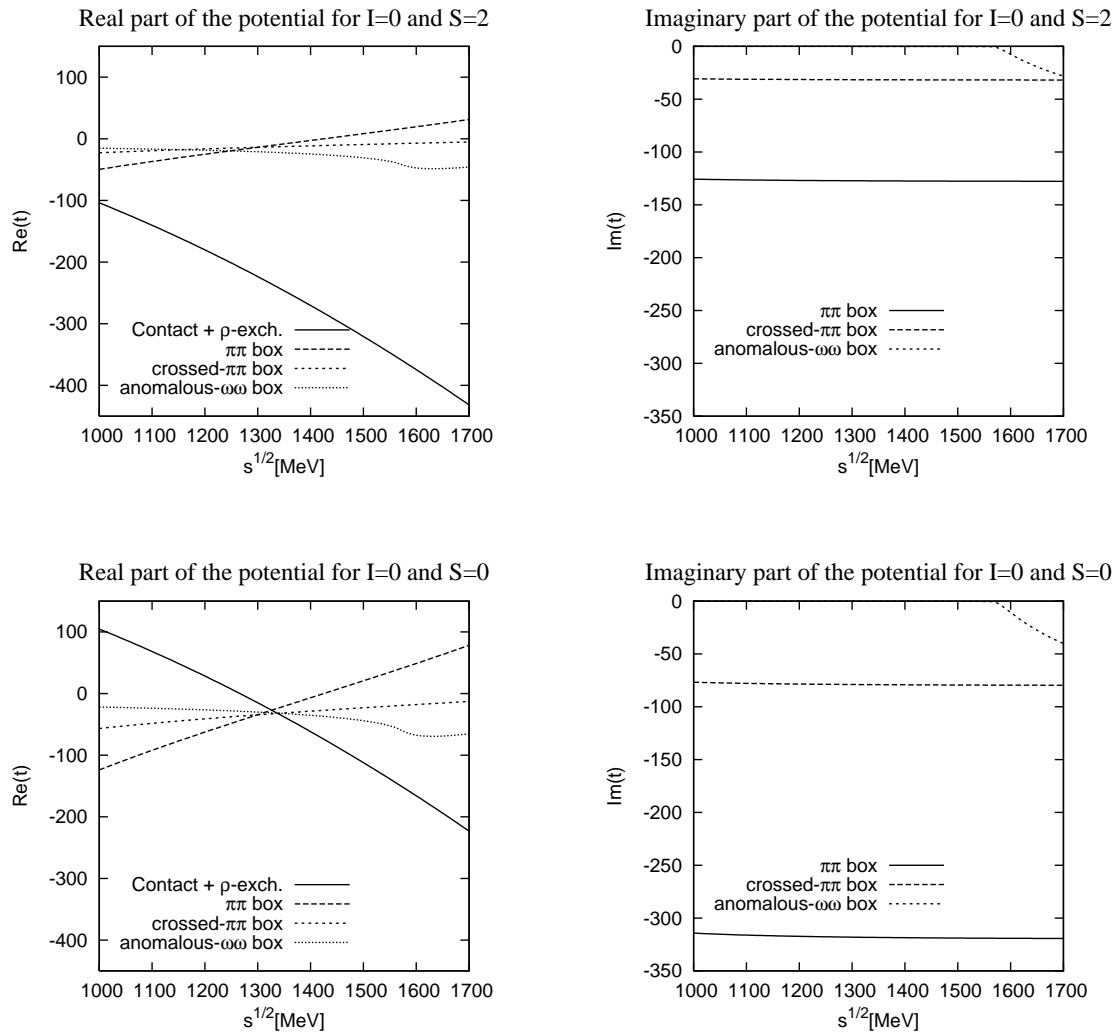 Real part of the potential for I=0 and S=2
100
0
-100
-200
-300
-400
Re(t)
Contact + ρ-exch.
ππ box
crossed-ππ box
anomalous-ωω box
1000 1100 1200 1300 1400 1500 1600 1700
s^1/2[MeV]
Imaginary part of the potential for I=0 and S=2
0
-50
-100
-150
-200
-250
-300
-350
Im(t)
ππ box
crossed-ππ box
anomalous-ωω box
1000 1100 1200 1300 1400 1500 1600 1700
s^1/2[MeV]
Real part of the potential for I=0 and S=0
100
0
-100
-200
-300
-400
Re(t)
Contact + ρ-exch.
ππ box
crossed-ππ box
anomalous-ωω box
1000 1100 1200 1300 1400 1500 1600 1700
s^1/2[MeV]
Imaginary part of the potential for I=0 and S=0
0
-50
-100
-150
-200
-250
-300
-350
Im(t)
ππ box
crossed-ππ box
anomalous-ωω box
1000 1100 1200 1300 1400 1500 1600 1700
s^1/2[MeV]